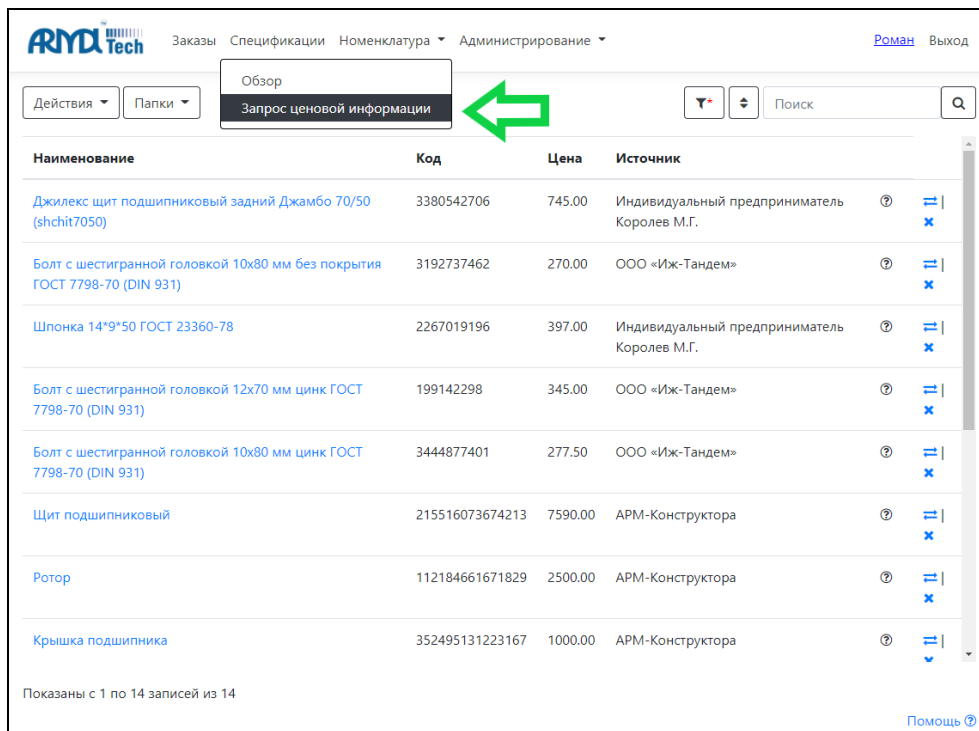 ARMA Tech ™ Заказы Спецификации Номенклатура Администрирование Роман Выход
Обзор
Запрос ценовой информации
Действия Папки * Поиск
Наименование Код Цена Источник
Джилекс щит подшипниковый задний Джамбо 70/50 3380542706 745.00 Индивидуальный предприниматель
(shchit7050) Королев М.Г.
Болт с шестигранной головкой 10x80 мм без покрытия 3192737462 270.00 ООО «Иж-Тандем»
ГОСТ 7798-70 (DIN 931)
Шпонка 14*9*50 ГОСТ 23360-78 2267019196 397.00 Индивидуальный предприниматель
Королев М.Г.
Болт с шестигранной головкой 12x70 мм цинк ГОСТ 199142298 345.00 ООО «Иж-Тандем»
7798-70 (DIN 931)
Болт с шестигранной головкой 10x80 мм цинк ГОСТ 3444877401 277.50 ООО «Иж-Тандем»
7798-70 (DIN 931)
Щит подшипниковый 215516073674213 7590.00 АРМ-Конструктора
Ротор 112184661671829 2500.00 АРМ-Конструктора
Крышка подшипника 352495131223167 1000.00 АРМ-Конструктора
Показаны с 1 по 14 записей из 14
Помощь